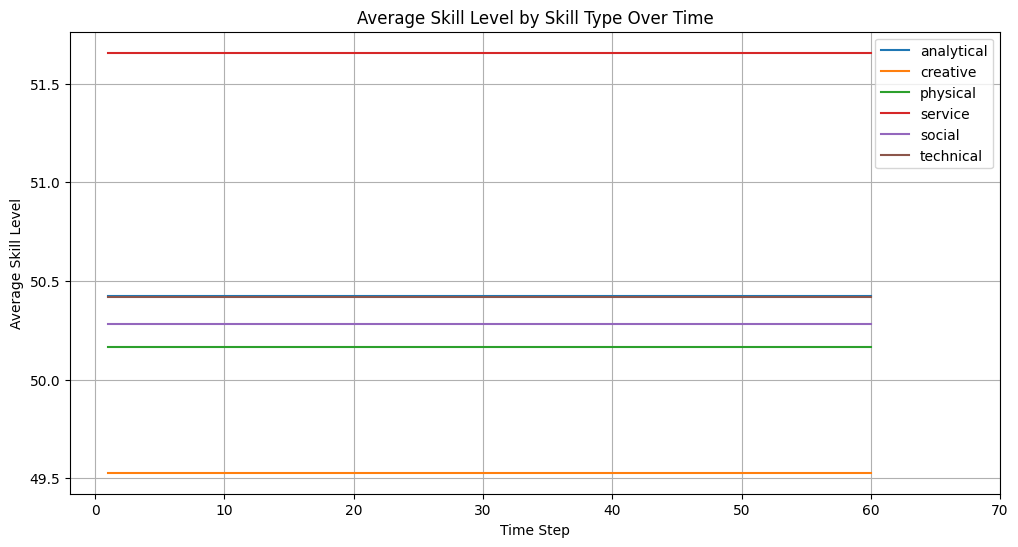 Average Skill Level by Skill Type Over Time
Average Skill Level
51.5
51.0
50.5
50.0
49.5
0 10 20 30 40 50 60 70
Time Step
analytical
creative
physical
service
social
technical